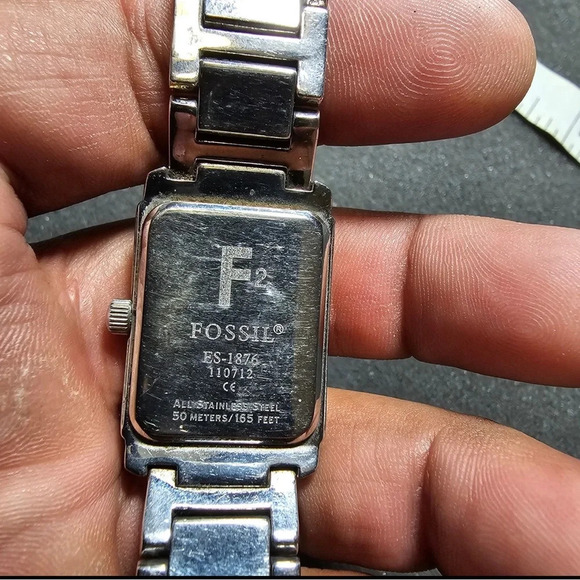 F2
FOSSIL®
ES-1876
110712
CE
ALL STAINLESS STEEL
50 METERS/165 FEET